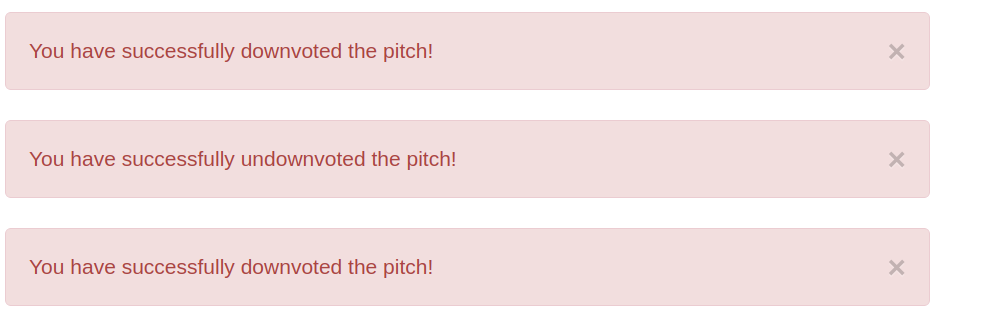 You have successfully downvoted the pitch! ×
You have successfully undownvoted the pitch! ×
You have successfully downvoted the pitch! ×